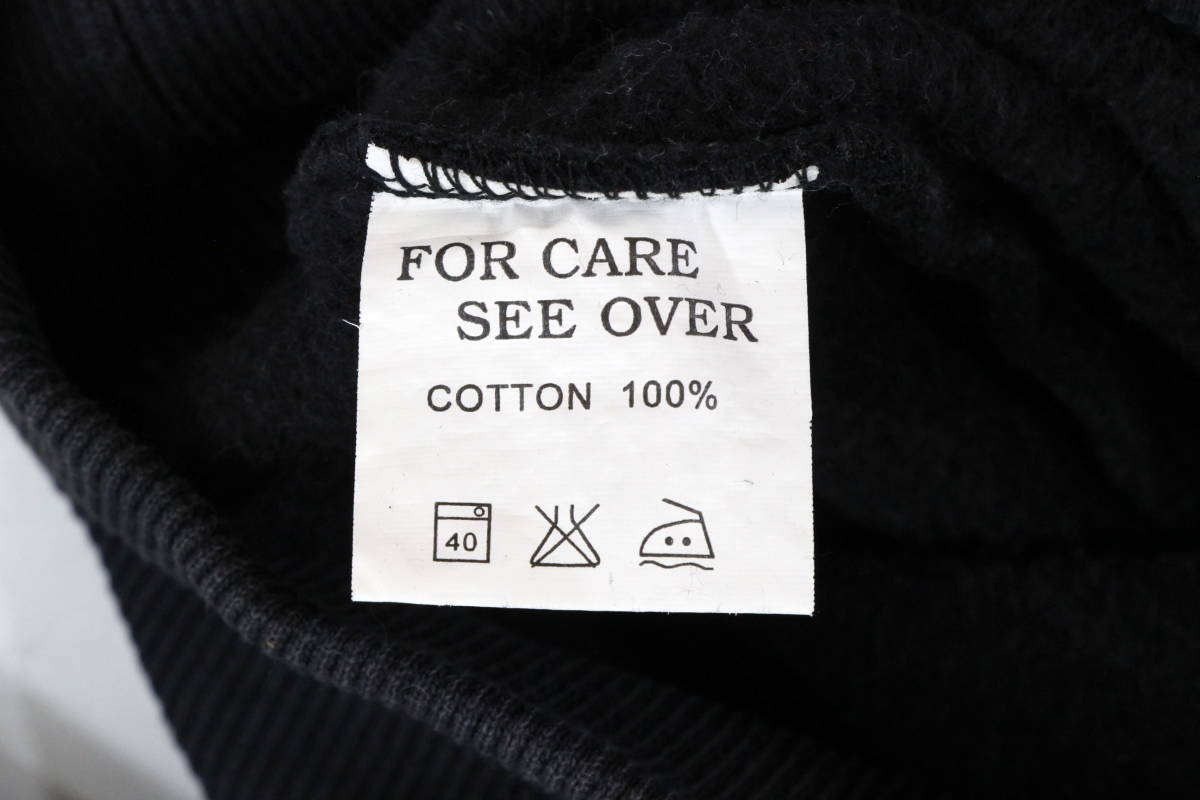 FOR CARE
SEE OVER
COTTON 100%
40